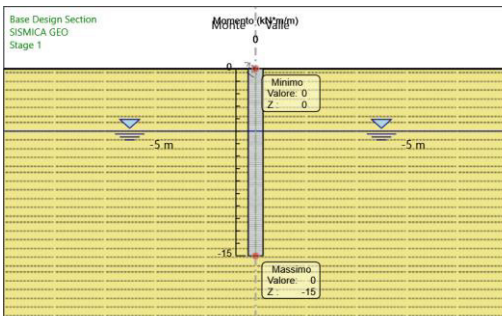 Base Design Section
SISMICA GEO
Stage 1
Momento (kN*m/m)
Monte Valle
0
0
Minimo
Valore: 0
Z : 0
-5 m
-5 m
-15
Massimo
Valore: 0
Z : -15